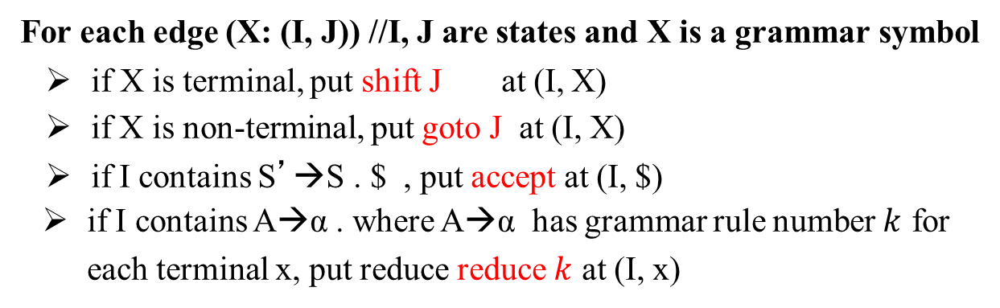 For each edge (X: (I, J)) //I, J are states and X is a grammar symbol
➢ if X is terminal, put shift J at (I, X)
➢ if X is non-terminal, put goto J at (I, X)
➢ if I contains S’ →S . $ , put accept at (I, $)
➢ if I contains A→α . where A→α has grammar rule number k for
each terminal x, put reduce reduce k at (I, x)